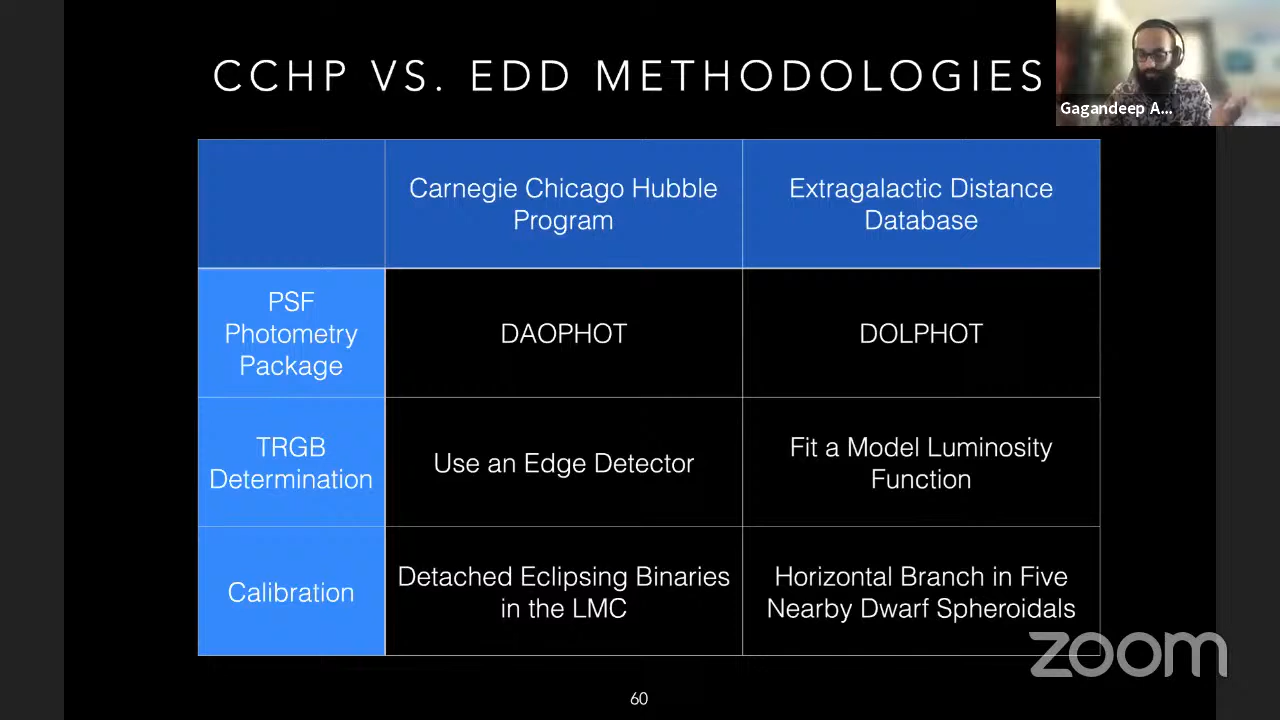 CCHP VS. EDD METHODOLOGIES
Gagandeep A...
Carnegie Chicago Hubble
Program
Extragalactic Distance
Database
PSF
Photometry
Package
DAOPHOT
DOLPHOT
TRGB
Determination
Use an Edge Detector
Fit a Model Luminosity
Function
Calibration
Detached Eclipsing Binaries
in the LMC
Horizontal Branch in Five
Nearby Dwarf Spheroidals
zoom
60